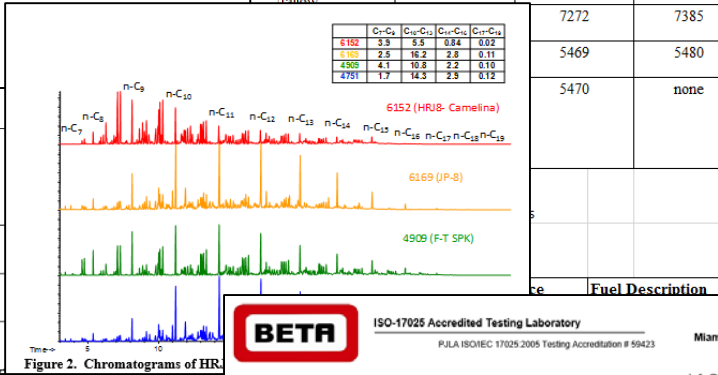 C₇-C₉ C₁₀-C₁₃ C₁₄-C₁₆ C₁₇-C₁₉
6152 3.9 5.5 0.84 0.02
6169 2.5 16.2 2.8 0.11
4909 4.1 10.8 2.2 0.10
4751 1.7 14.3 2.9 0.12
7272 7385
5469 5480
5470 none
n-C₇ n-C₈ n-C₉ n-C₁₀ n-C₁₁ n-C₁₂ n-C₁₃ n-C₁₄ n-C₁₅ n-C₁₆ n-C₁₇ n-C₁₈ n-C₁₉
6152 (HRJ8- Camelina)
6169 (JP-8)
4909 (F-T SPK)
Time-> 5 10
Figure 2. Chromatograms of HRJ
s
ce Fuel Description
BETA
ISO-17025 Accredited Testing Laboratory
PJLA ISO/IEC 17025:2005 Testing Accreditation # 59423
Miam